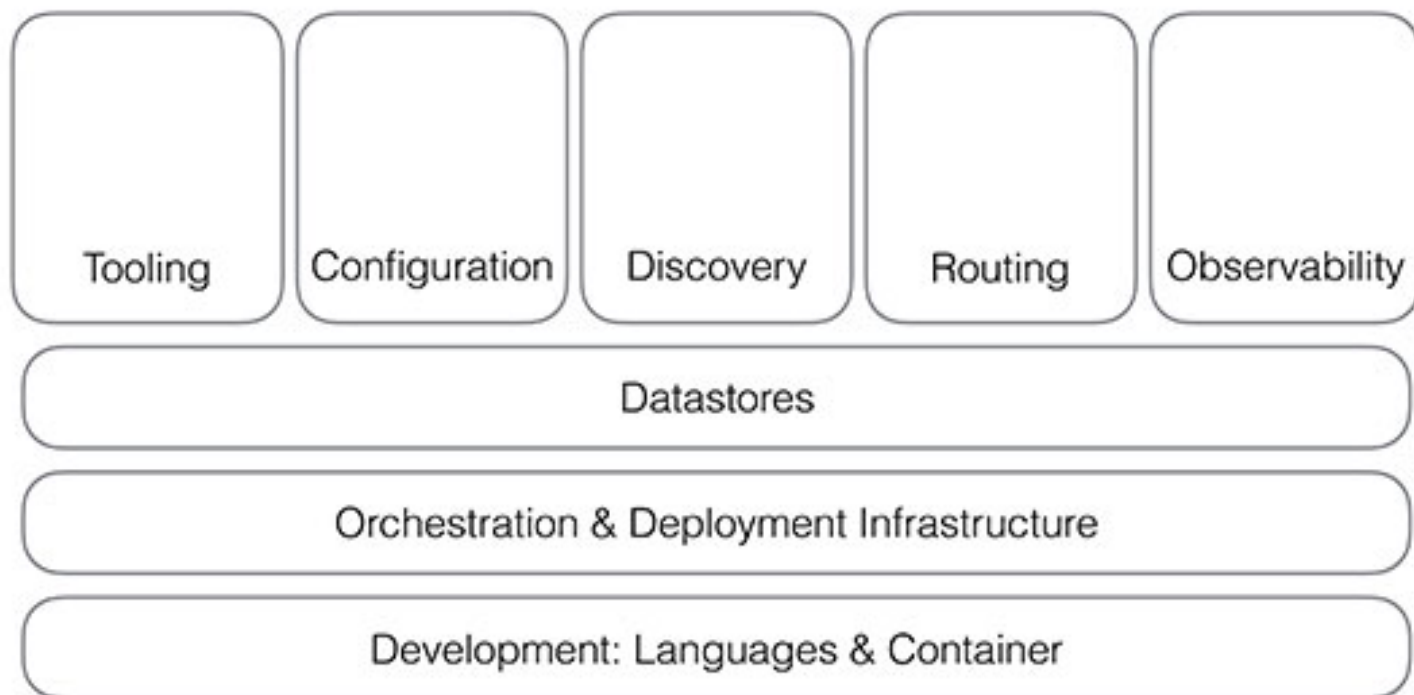 Tooling
Configuration
Discovery
Routing
Observability
Datastores
Orchestration & Deployment Infrastructure
Development: Languages & Container